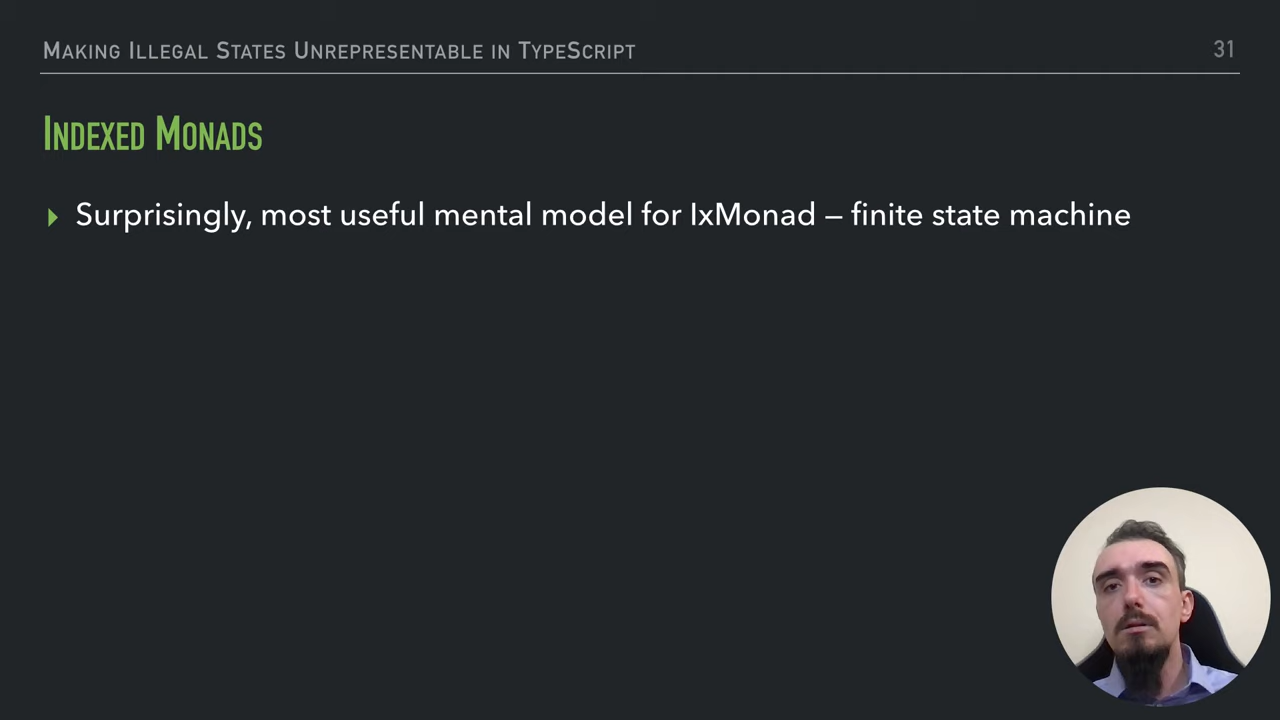 Making Illegal States Unrepresentable in TypeScript
31
Indexed Monads
Surprisingly, most useful mental model for IxMonad – finite state machine